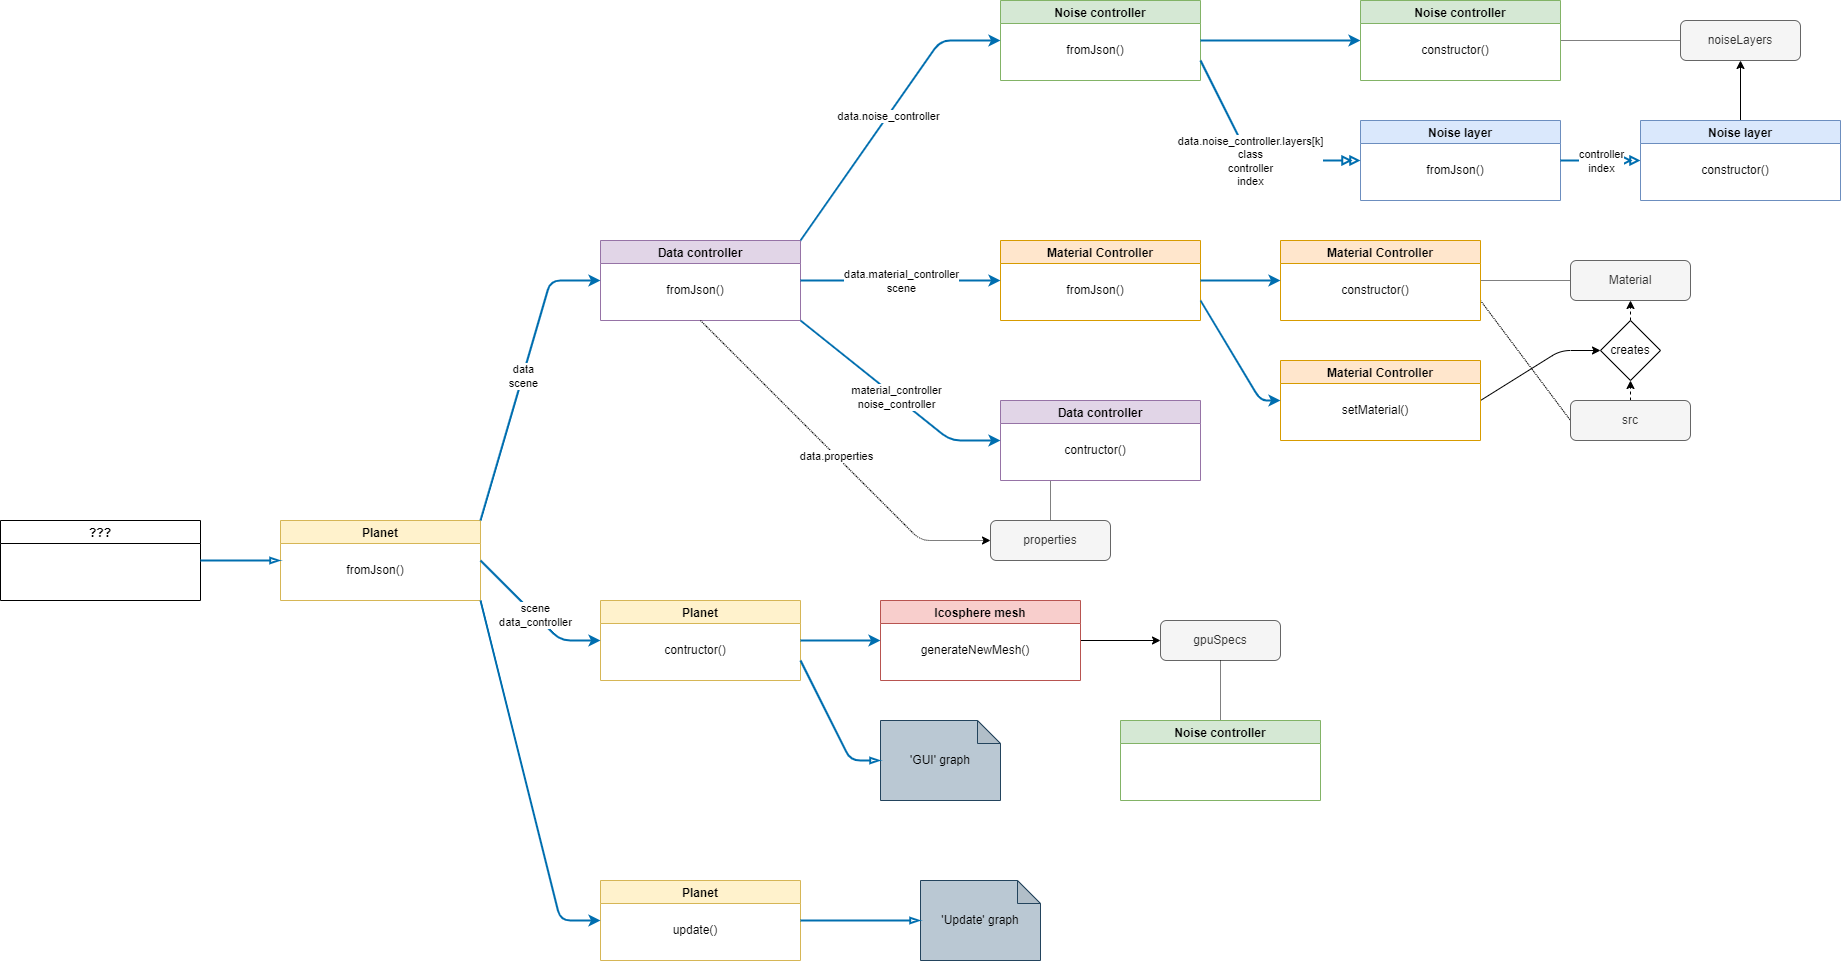 Noise controller
fromJson()
Noise controller
constructor()
noiseLayers
data.noise_controller
data.noise_controller.layers[k]
class
controller
index
Noise layer
fromJson()
controller
index
Noise layer
constructor()
Data controller
fromJson()
data.material_controller
scene
Material Controller
fromJson()
Material Controller
constructor()
Material
creates
src
Material Controller
setMaterial()
data
scene
material_controller
noise_controller
Data controller
contructor()
data.properties
properties
???
Planet
fromJson()
scene
data_controller
Planet
contructor()
Icosphere mesh
generateNewMesh()
gpuSpecs
Noise controller
'GUI' graph
Planet
update()
'Update' graph